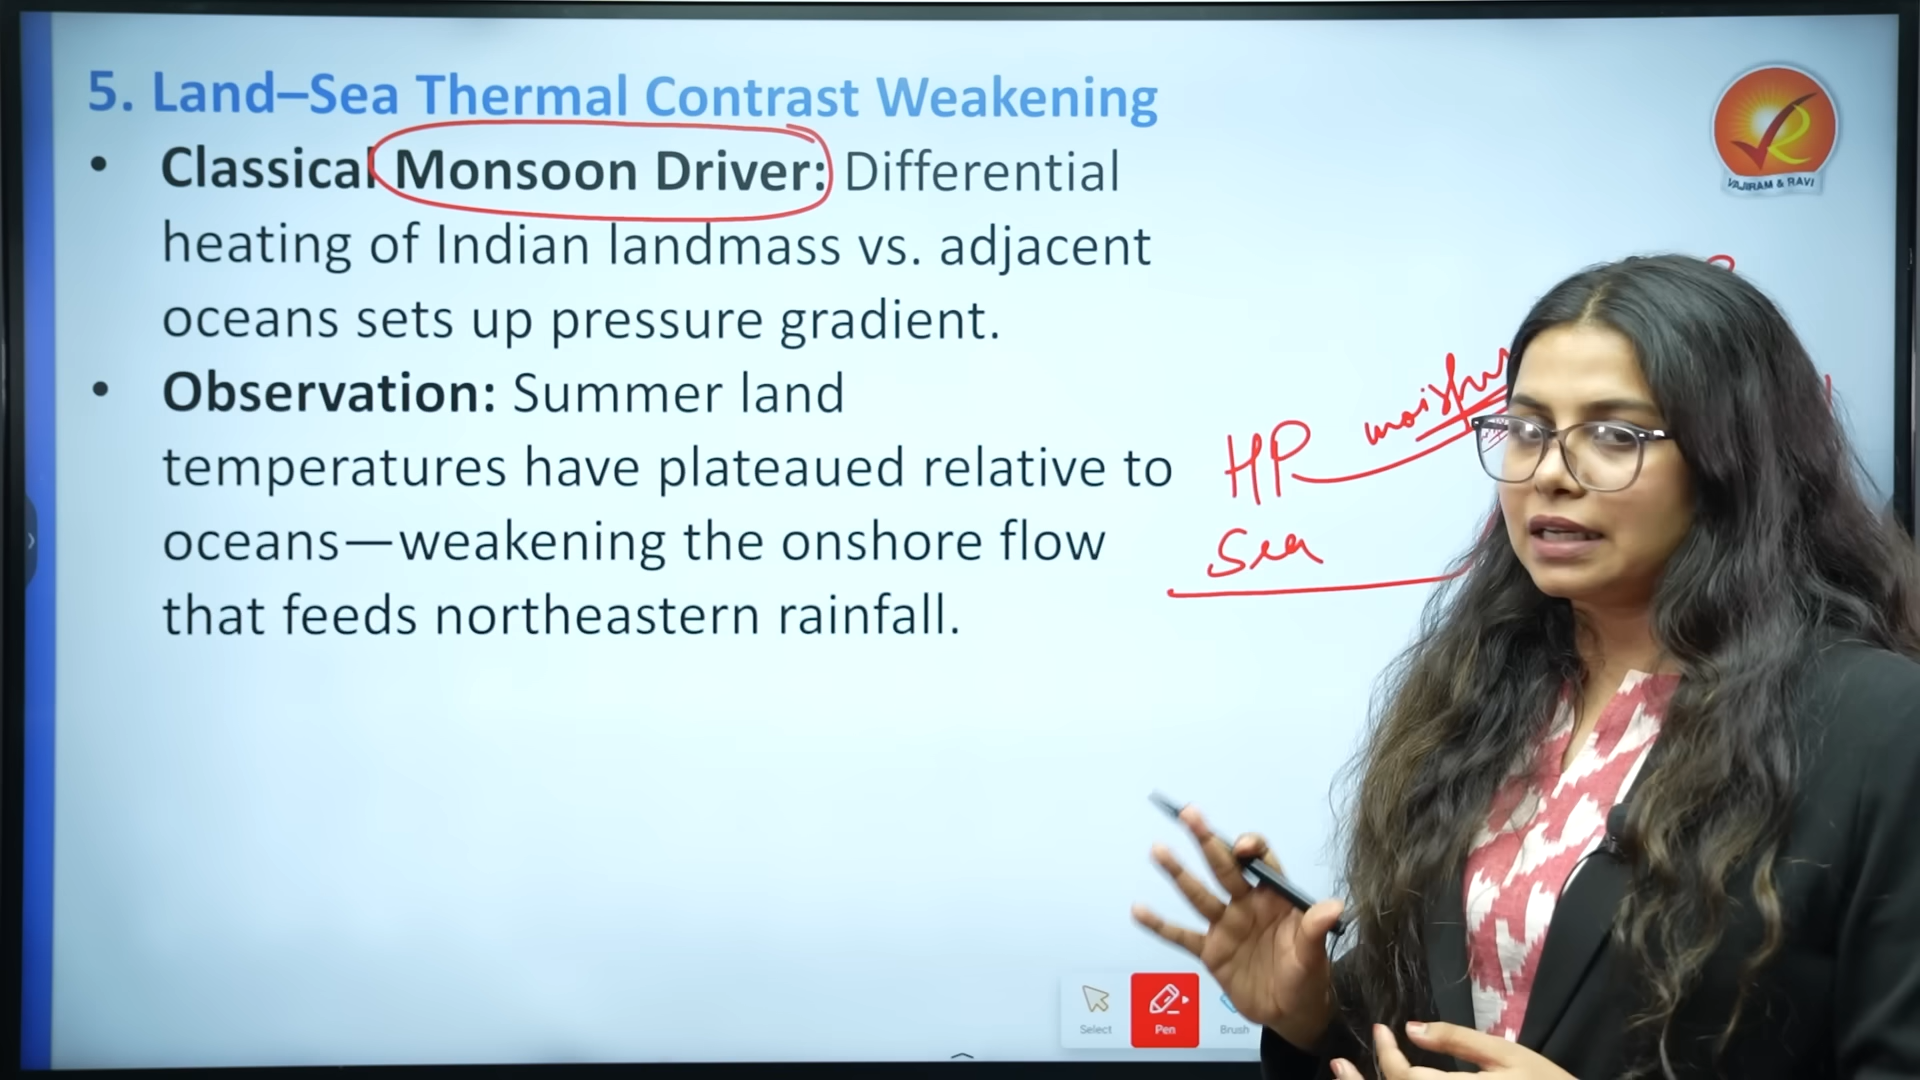 5. Land–Sea Thermal Contrast Weakening
• Classical Monsoon Driver: Differential
heating of Indian landmass vs. adjacent
oceans sets up pressure gradient.
• Observation: Summer land
temperatures have plateaued relative to
oceans—weakening the onshore flow
that feeds northeastern rainfall.
VAJIRAM & RAVI
HP
Sea
Select
Pen
Brush